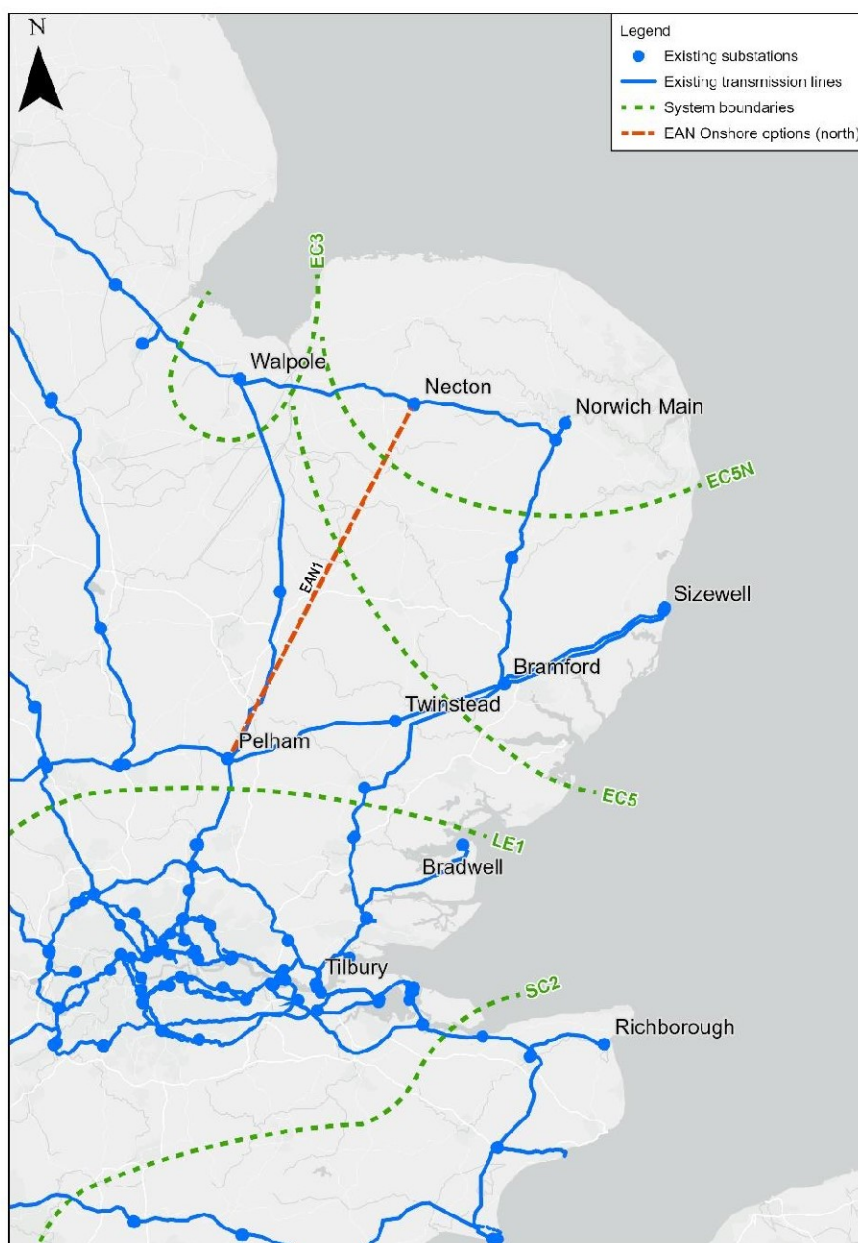 N
Legend
Existing substations
Existing transmission lines
System boundaries
EAN Onshore options (north)
EC3
Walpole
Necton
Norwich Main
EC5N
EAN1
Sizewell
Bramford
Twinstead
Pelham
EC5
LE1
Bradwell
Tilbury
SC2
Richborough